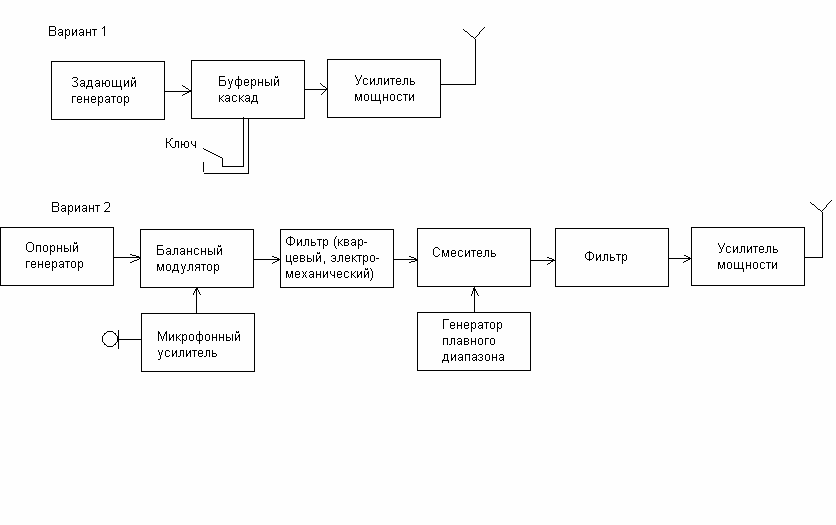 Вариант 1
Задающий
генератор
Буферный
каскад
Усилитель
мощности
Ключ
Вариант 2
Опорный
генератор
Балансный
модулятор
Фильтр (квар-
цевый, электро-
механический)
Смеситель
Фильтр
Усилитель
мощности
Микрофонный
усилитель
Генератор
плавного
диапазона